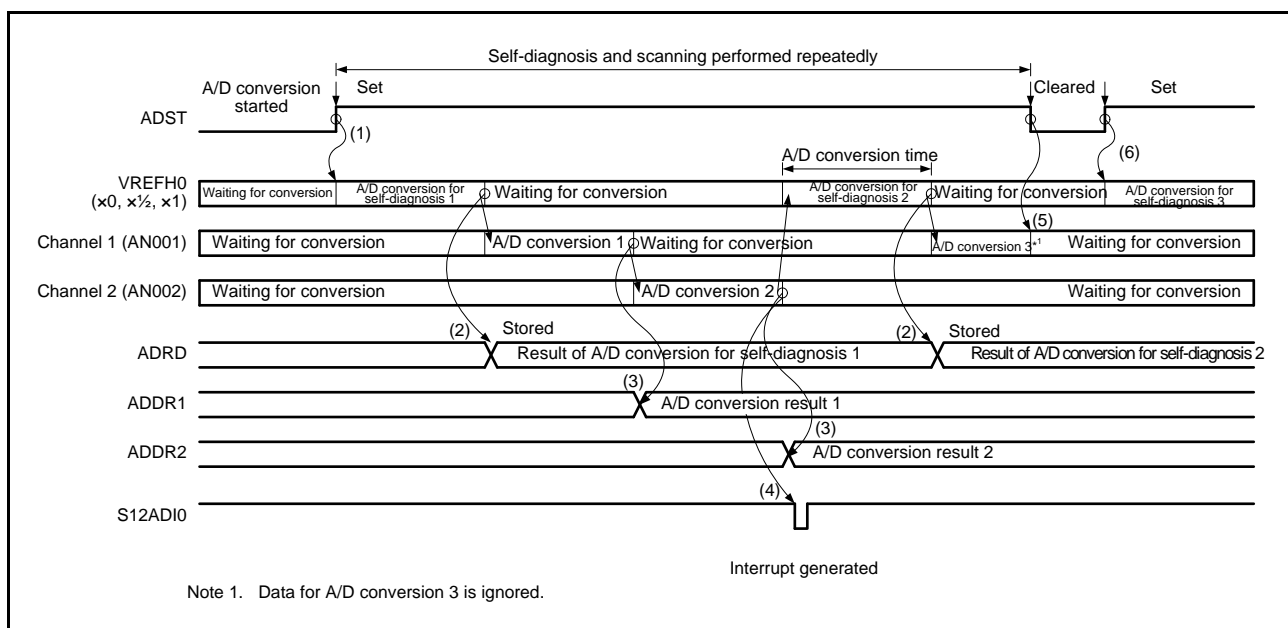 Self-diagnosis and scanning performed repeatedly
A/D conversion started
Set
Cleared
Set
ADST
(1)
(6)
A/D conversion time
VREFH0
(×0, ×½, ×1)
Waiting for conversion
A/D conversion for self-diagnosis 1
Waiting for conversion
A/D conversion for self-diagnosis 2
Waiting for conversion
A/D conversion for self-diagnosis 3
(5)
Channel 1 (AN001)
Waiting for conversion
A/D conversion 1
Waiting for conversion
A/D conversion 3*1
Waiting for conversion
Channel 2 (AN002)
Waiting for conversion
A/D conversion 2
Waiting for conversion
(2)
Stored
(2)
Stored
ADRD
Result of A/D conversion for self-diagnosis 1
Result of A/D conversion for self-diagnosis 2
(3)
ADDR1
A/D conversion result 1
(3)
ADDR2
A/D conversion result 2
(4)
S12ADI0
Interrupt generated
Note 1. Data for A/D conversion 3 is ignored.